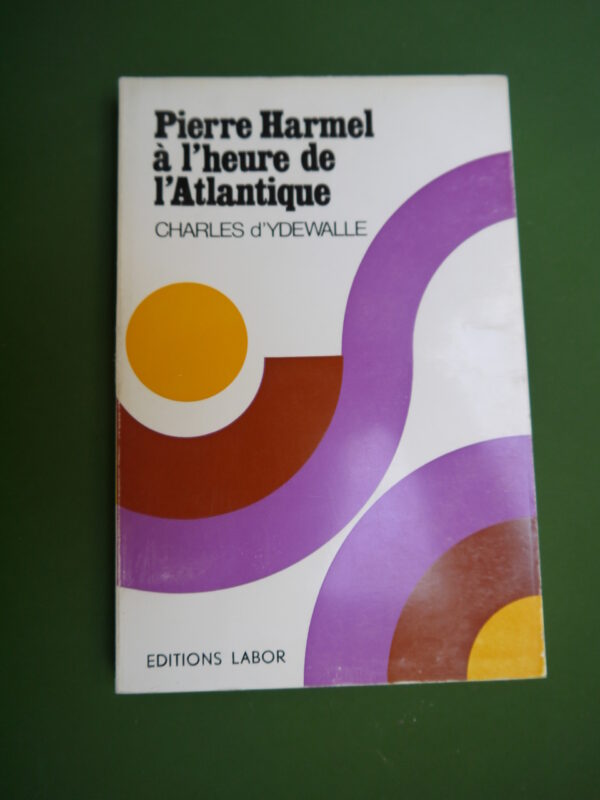 Pierre Harmel
à l'heure de
l'Atlantique
CHARLES d'YDEWALLE
EDITIONS LABOR